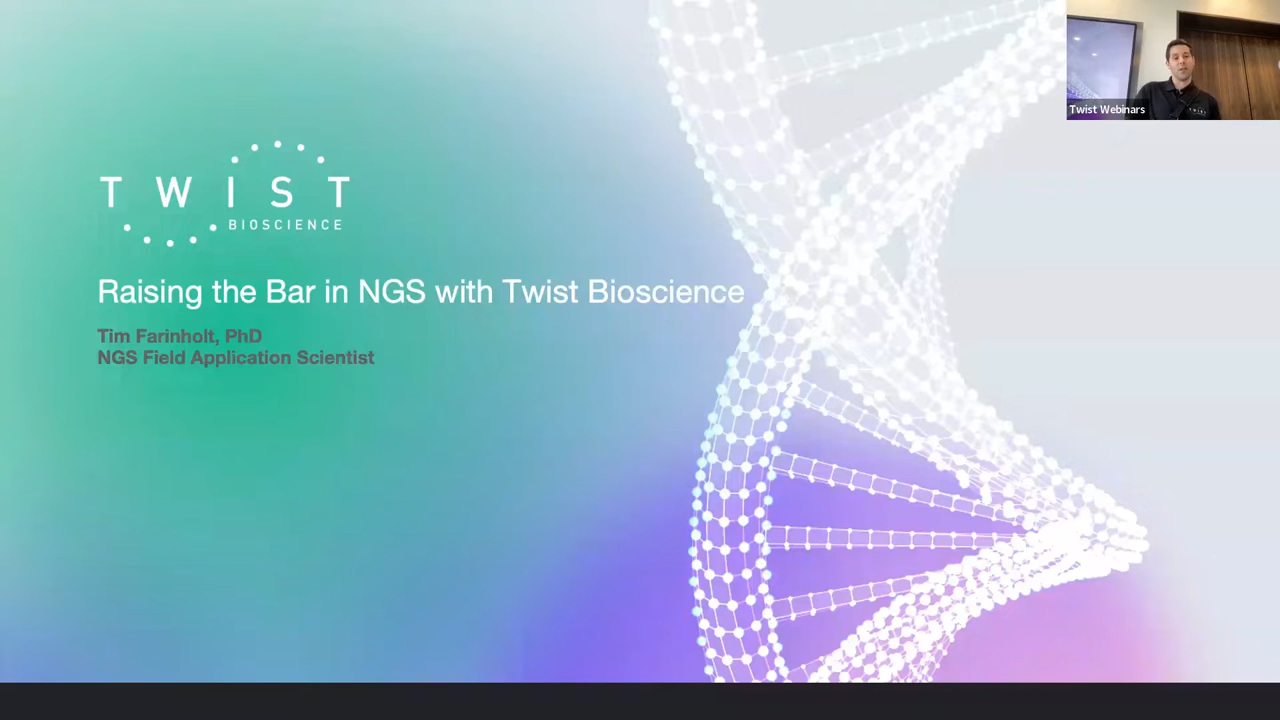 TWIST
BIOSCIENCE
Raising the Bar in NGS with Twist Bioscience
Tim Farinholt, PhD
NGS Field Application Scientist
Twist Webinars
TWIST